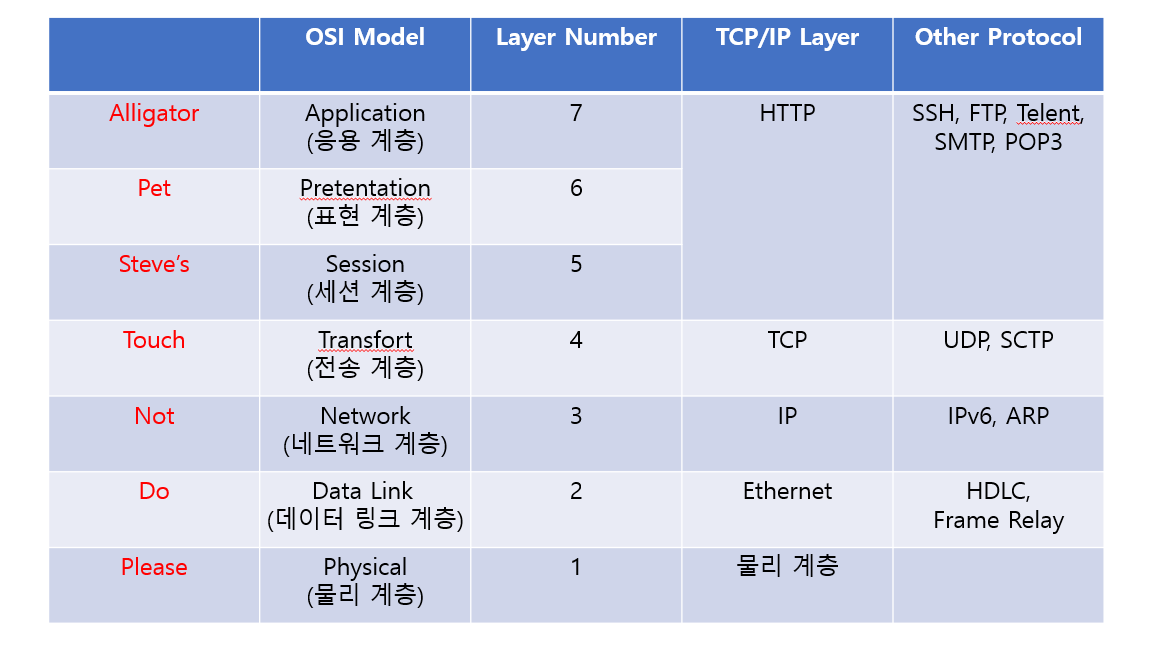 OSI Model
Layer Number
TCP/IP Layer
Other Protocol
Alligator
Application
(응용 계층)
7
HTTP
SSH, FTP, Telent,
SMTP, POP3
Pet
Pretentation
(표현 계층)
6
Steve’s
Session
(세션 계층)
5
Touch
Transfort
(전송 계층)
4
TCP
UDP, SCTP
Not
Network
(네트워크 계층)
3
IP
IPv6, ARP
Do
Data Link
(데이터 링크 계층)
2
Ethernet
HDLC,
Frame Relay
Please
Physical
(물리 계층)
1
물리 계층